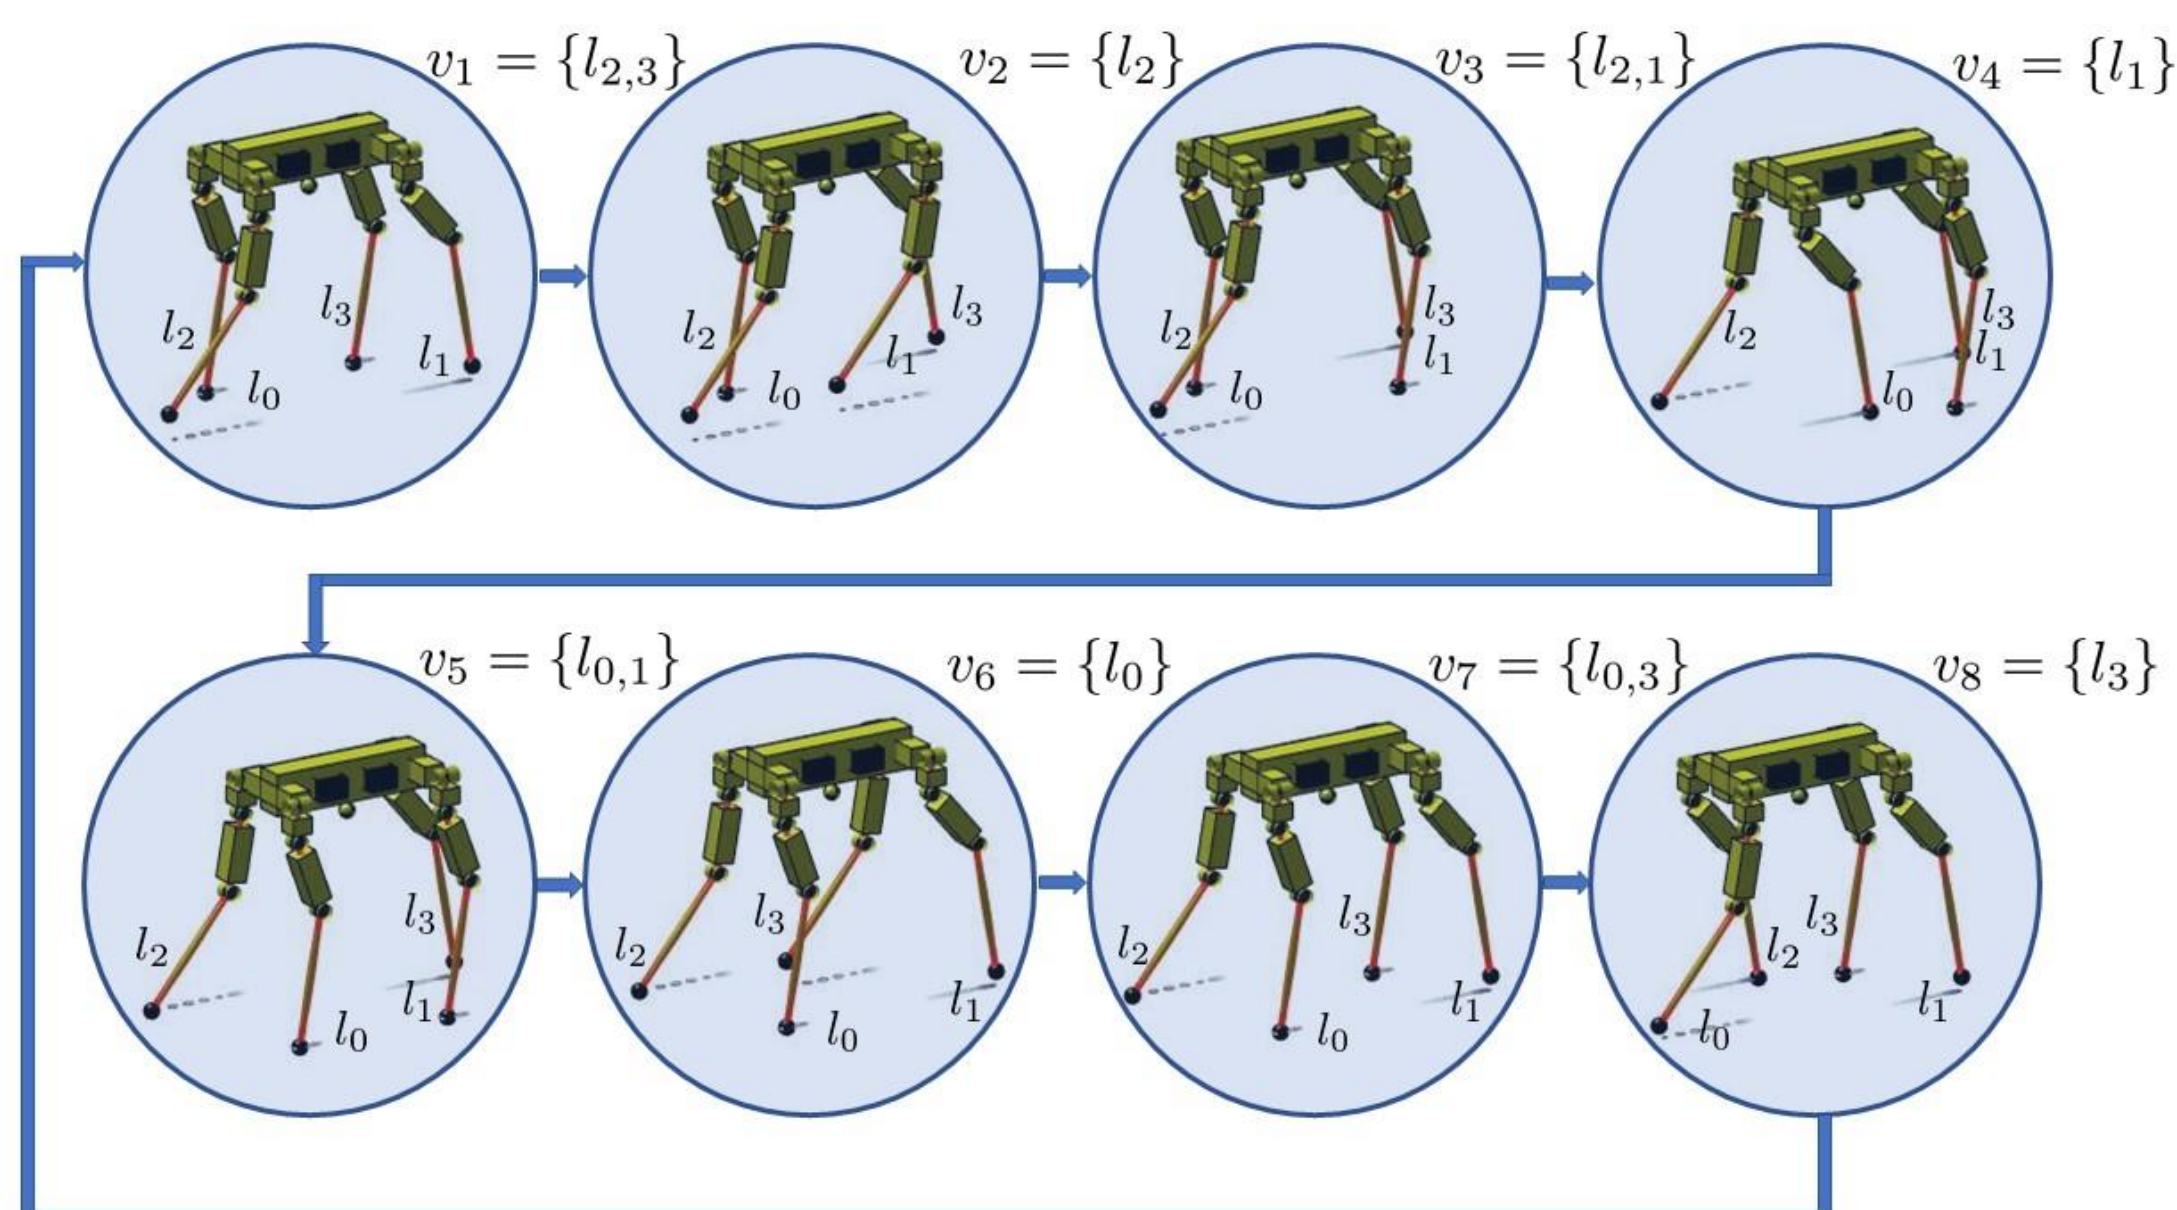 v₁ = {l₂,₃}
v₂ = {l₂}
v₃ = {l₂,₁}
v₄ = {l₁}
l₂
l₀
l₃
l₁
l₂
l₀
l₁
l₃
l₂
l₀
l₃
l₁
l₂
l₀
l₃
l₁
v₅ = {l₀,₁}
v₆ = {l₀}
v₇ = {l₀,₃}
v₈ = {l₃}
l₂
l₀
l₃
l₁
l₂
l₃
l₀
l₁
l₂
l₀
l₃
l₁
l₀
l₂
l₃
l₁